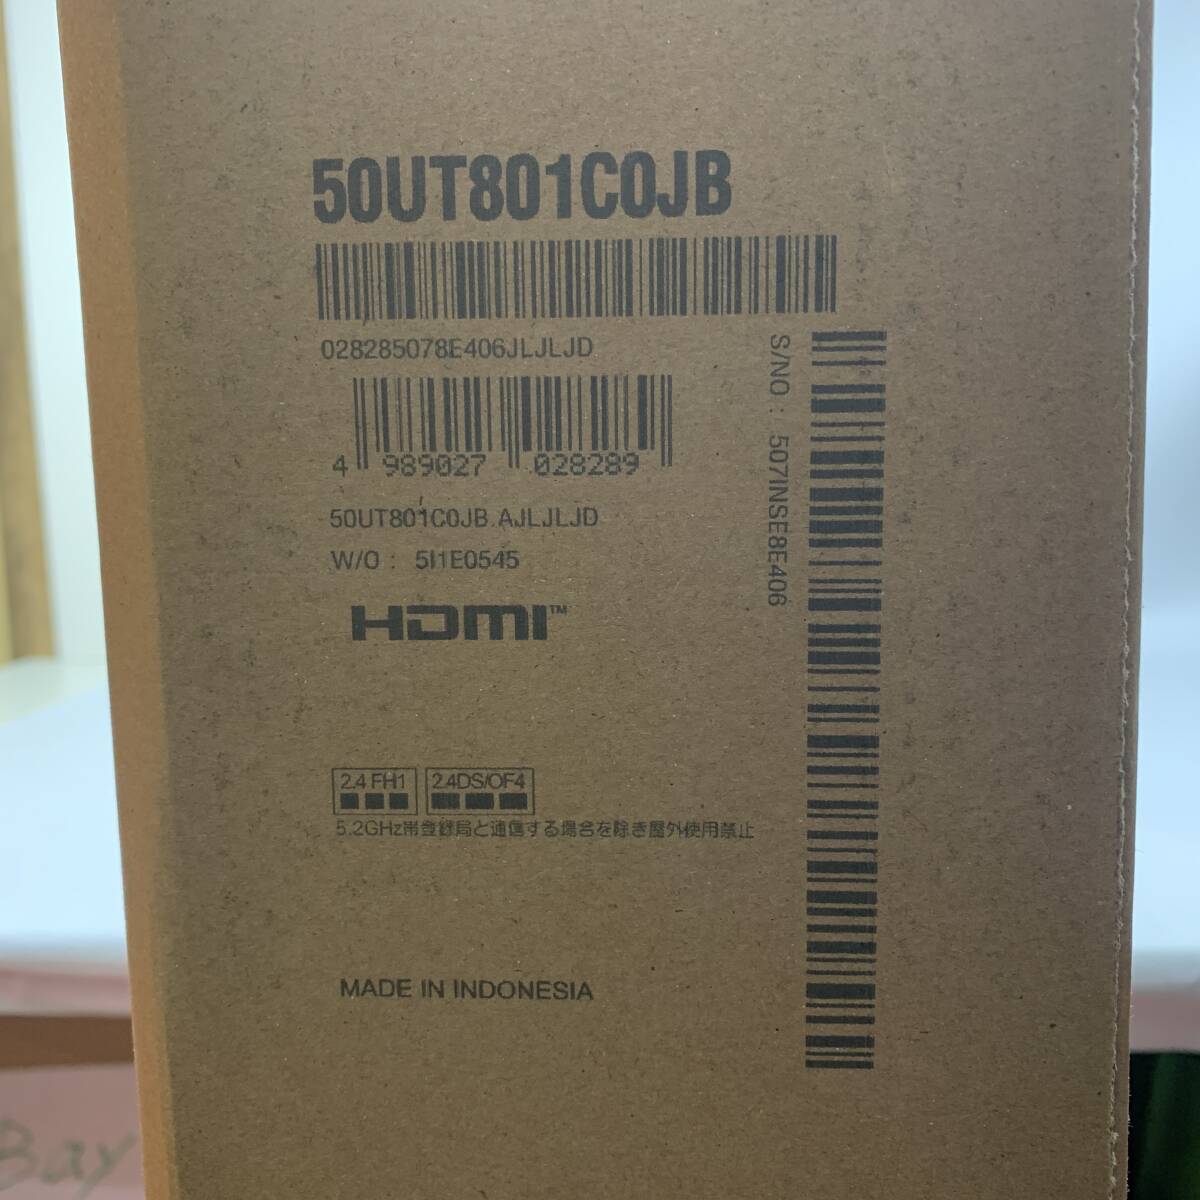 50UT801C0JB
028285078E406JLJLJD
4 989027 028289
S/NO : 507INSE8E406
50UT801C0JB.AJLJLJD
W/O : 5I1E0545
HDMI™
2.4 FH1 2.4DS/OF4
5.2GHz帯登録局と通信する場合を除き屋外使用禁止
MADE IN INDONESIA
Bay